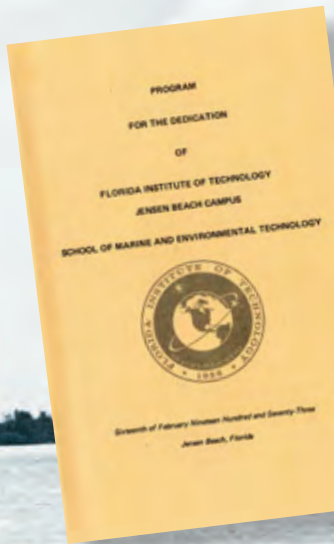 PROGRAM
FOR THE DEDICATION
OF
FLORIDA INSTITUTE OF TECHNOLOGY
JENSEN BEACH CAMPUS
SCHOOL OF MARINE AND ENVIRONMENTAL TECHNOLOGY
FLORIDA INSTITUTE OF TECHNOLOGY
1958
Sixteenth of February Nineteen Hundred and Seventy-Three
Jensen Beach, Florida